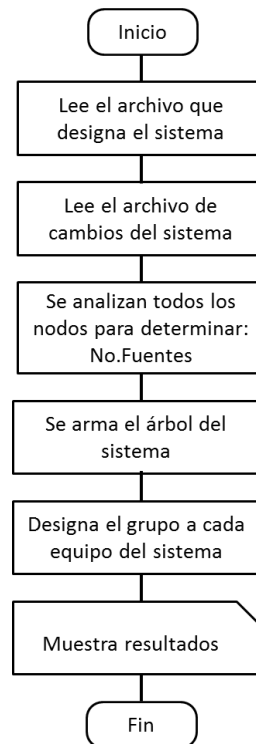 Inicio
Lee el archivo que
designa el sistema
Lee el archivo de
cambios del sistema
Se analizan todos los
nodos para determinar:
No.Fuentes
Se arma el árbol del
sistema
Designa el grupo a cada
equipo del sistema
Muestra resultados
Fin